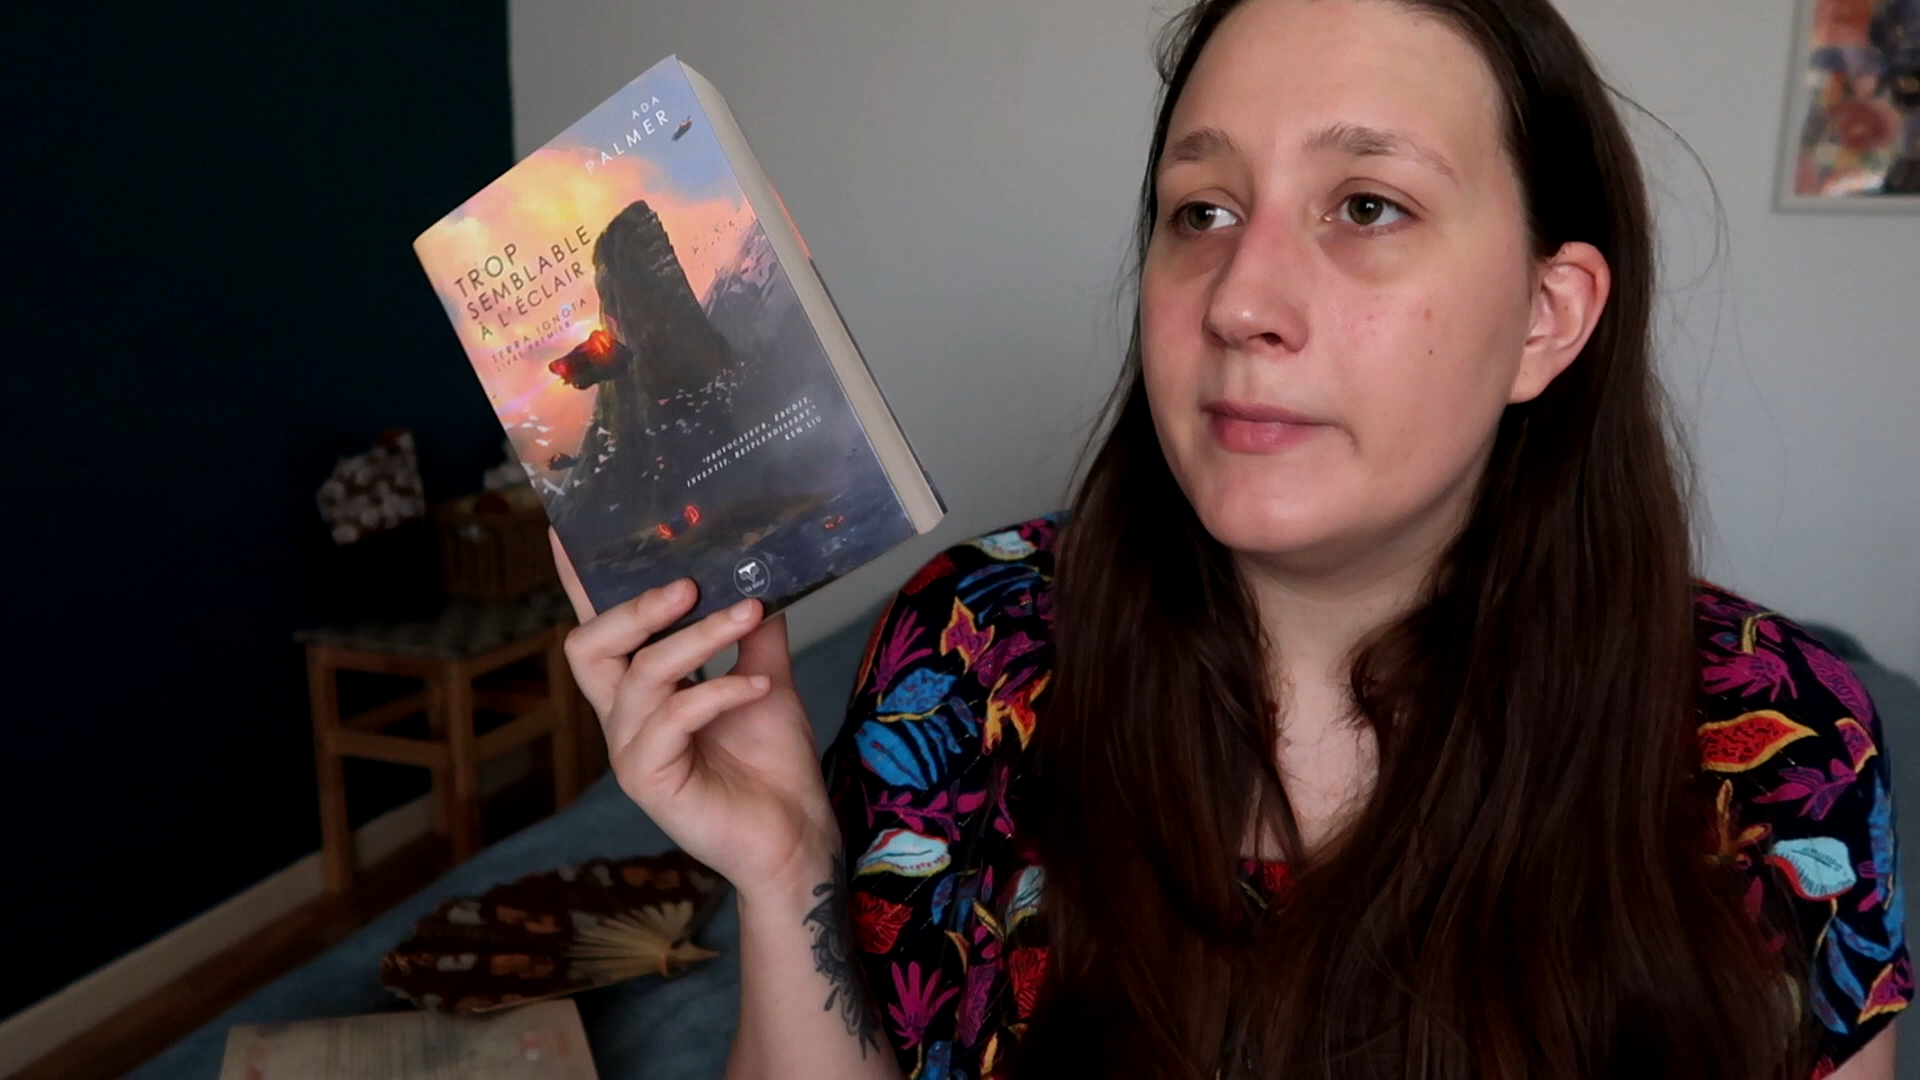 ADA
PALMER
TROP
SEMBLABLE
À L'ÉCLAIR
TERRA IGNOTA
LIVRE PREMIER
"PROVOCATEUR, ÉRUDIT,
INVENTIF, RESPLENDISSANT."
KEN LIU